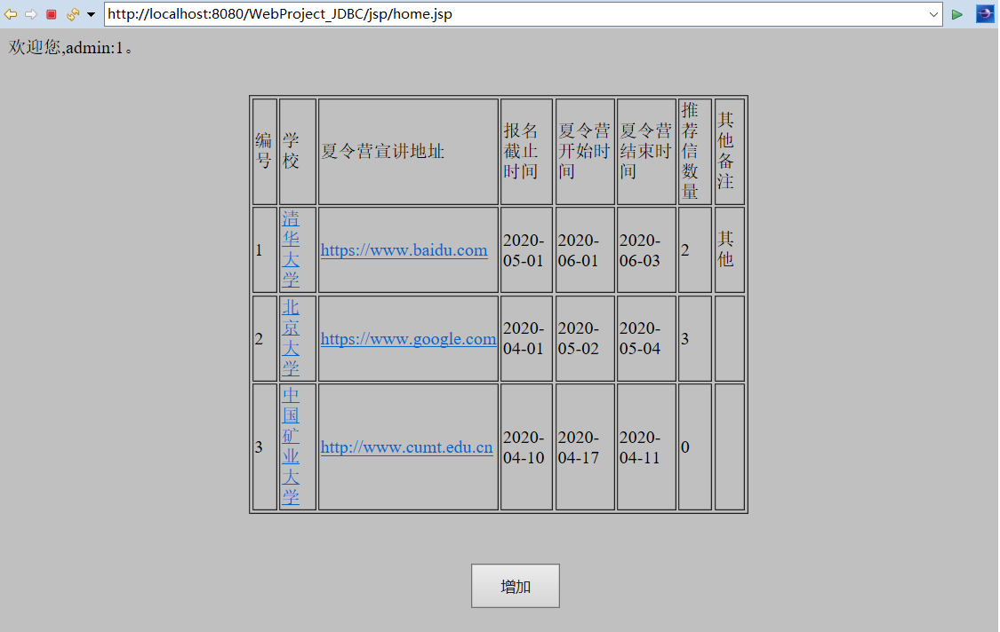 http://localhost:8080/WebProject_JDBC/jsp/home.jsp
欢迎您,admin:1。
编号 学校 夏令营宣讲地址 报名截止时间 夏令营开始时间 夏令营结束时间 推荐信数量 其他备注
1 清华大学 https://www.baidu.com 2020-05-01 2020-06-01 2020-06-03 2 其他
2 北京大学 https://www.google.com 2020-04-01 2020-05-02 2020-05-04 3
3 中国矿业大学 http://www.cumt.edu.cn 2020-04-10 2020-04-17 2020-04-11 0
增加